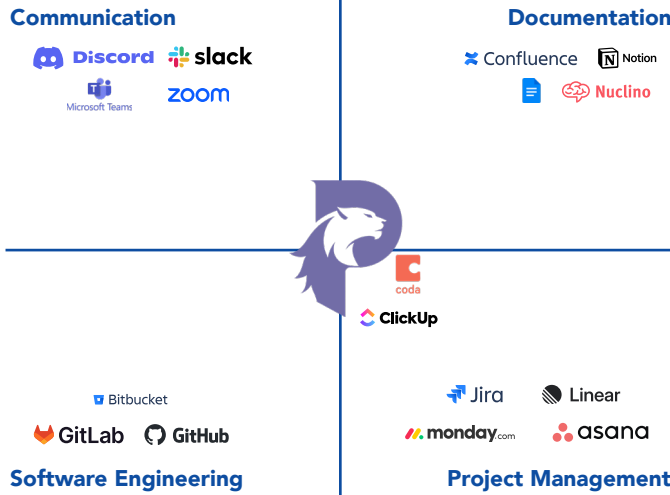 Communication
Documentation
Discord
slack
Confluence
Notion
Microsoft Teams
zoom
Nuclino
coda
ClickUp
Bitbucket
Jira
Linear
GitLab
GitHub
monday.com
asana
Software Engineering
Project Management